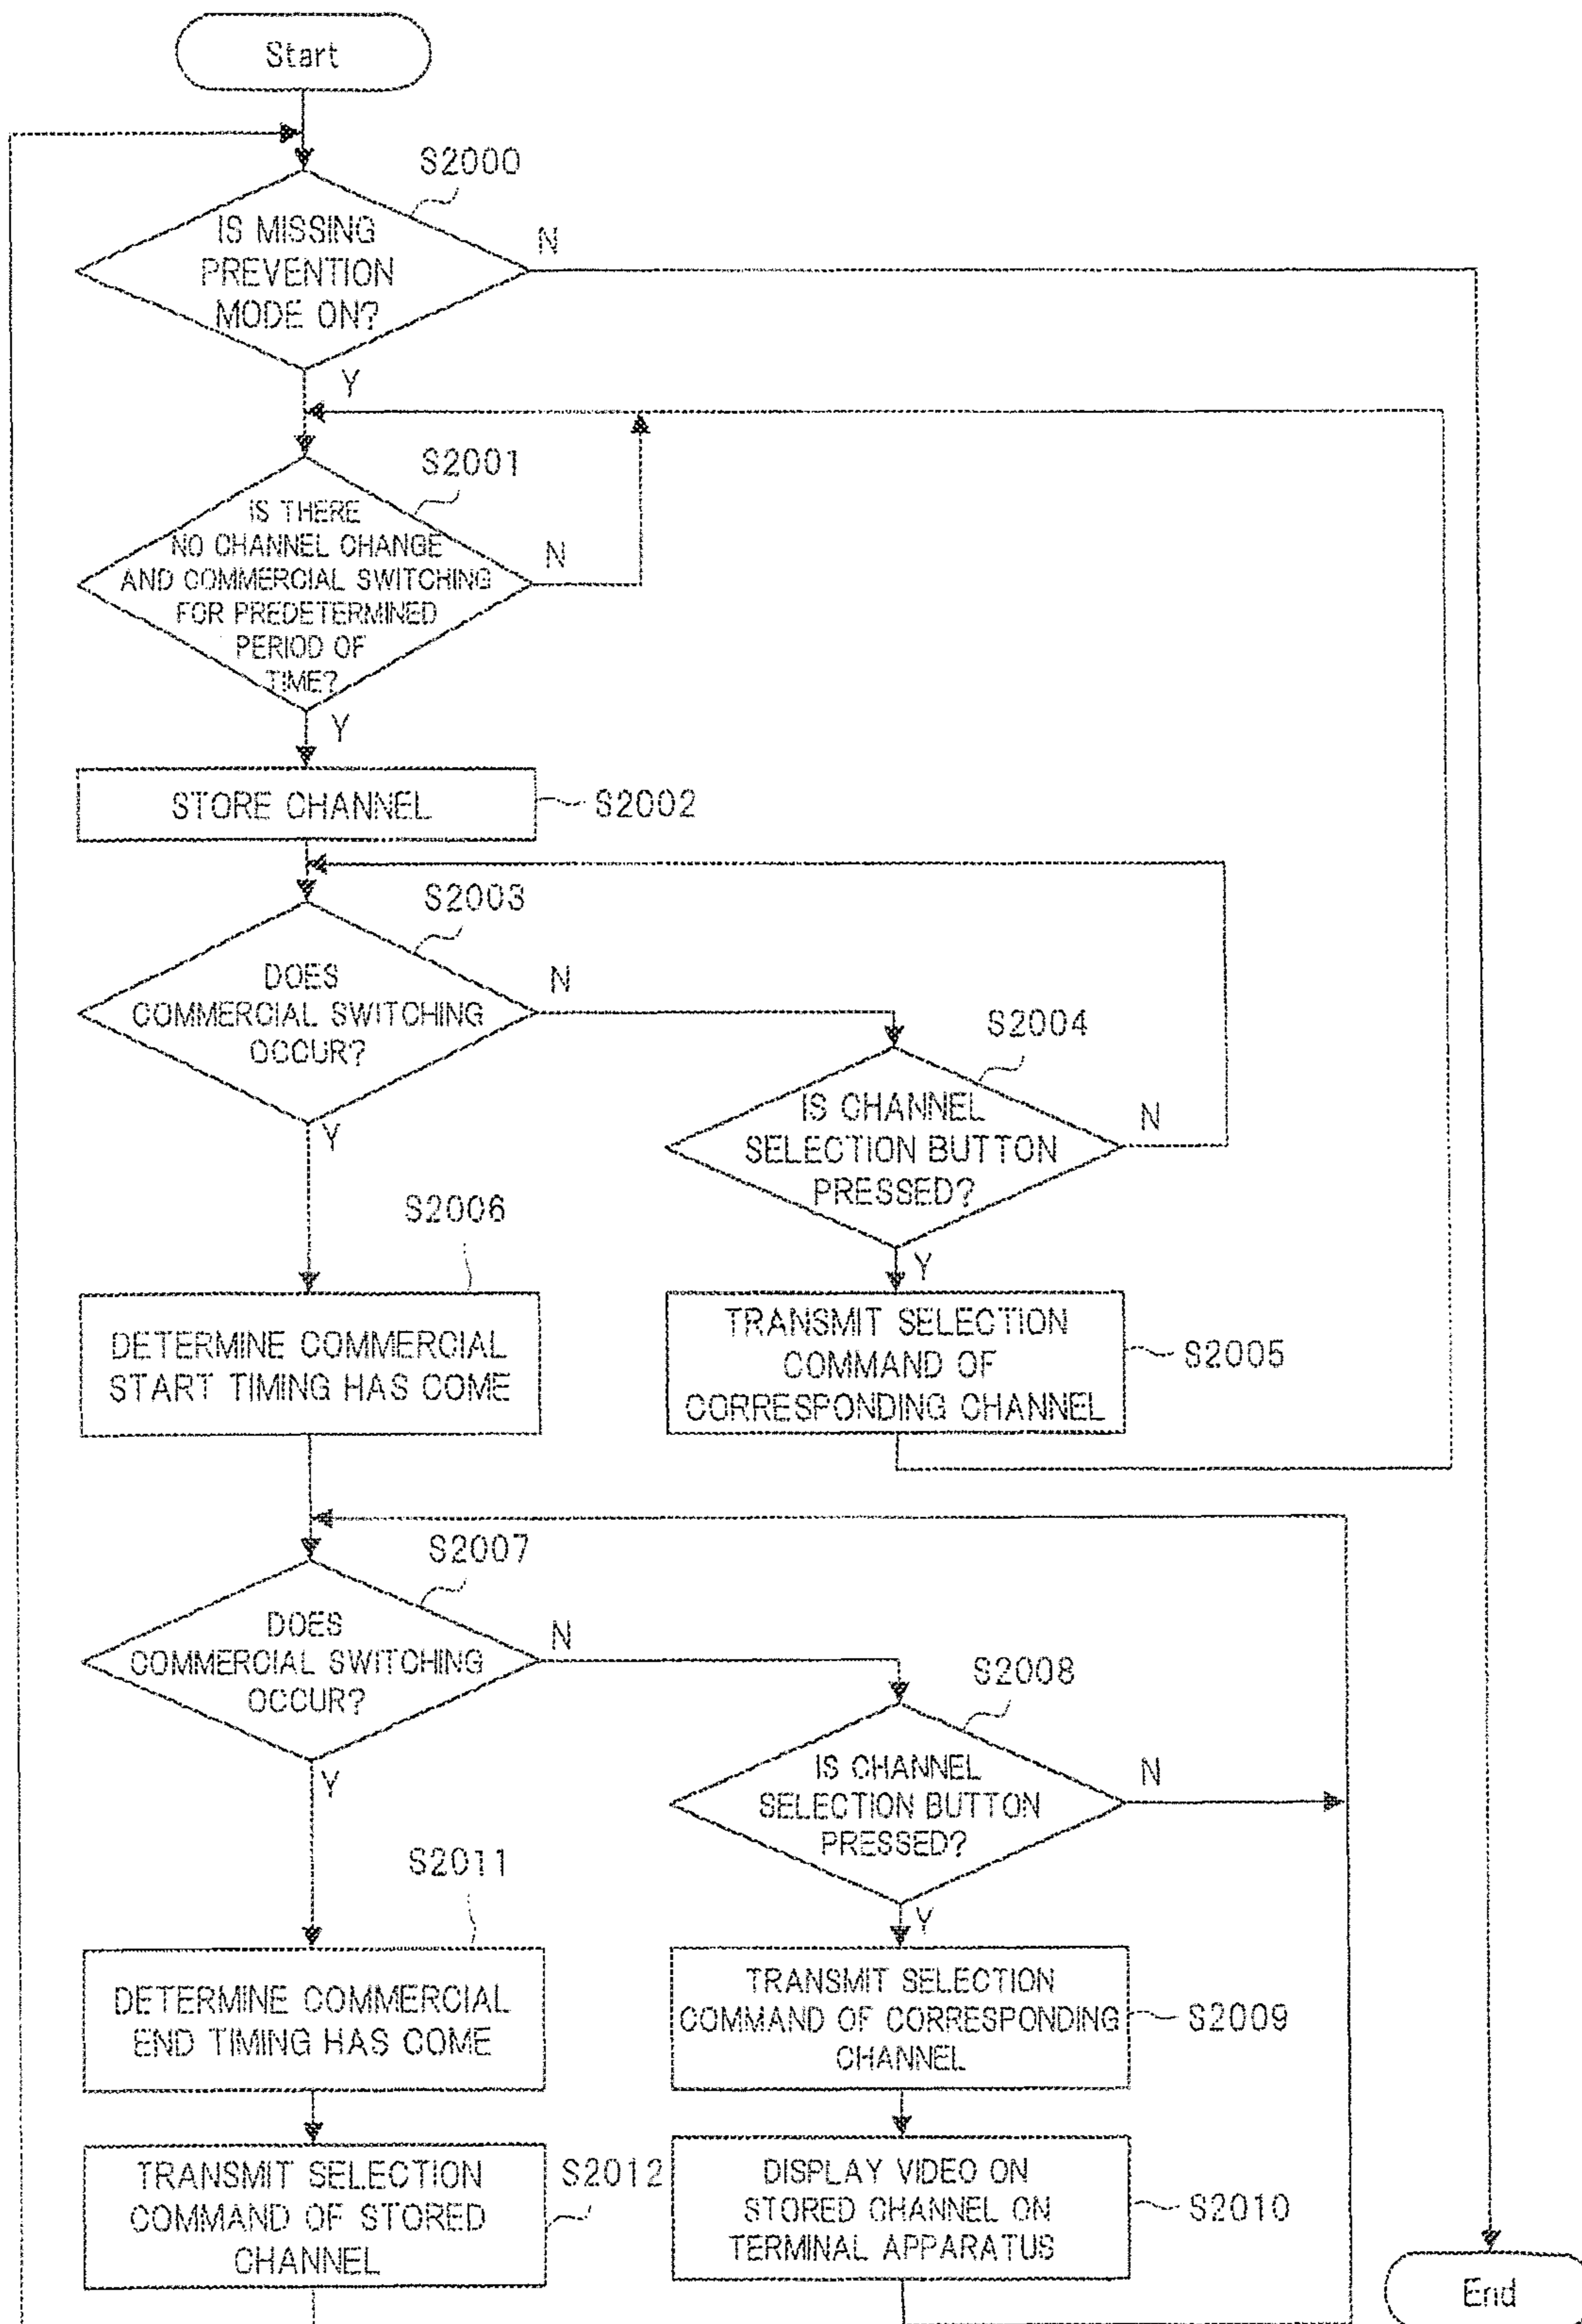 Start
S2000
IS MISSING
PREVENTION
MODE ON?
N
Y
S2001
IS THERE
NO CHANNEL CHANGE
AND COMMERCIAL SWITCHING
FOR PREDETERMINED
PERIOD OF
TIME?
N
Y
STORE CHANNEL
S2002
S2003
DOES
COMMERCIAL SWITCHING
OCCUR?
N
Y
S2004
IS CHANNEL
SELECTION BUTTON
PRESSED?
N
Y
S2006
DETERMINE COMMERCIAL
START TIMING HAS COME
TRANSMIT SELECTION
COMMAND OF
CORRESPONDING CHANNEL
S2005
S2007
DOES
COMMERCIAL SWITCHING
OCCUR?
N
Y
S2008
IS CHANNEL
SELECTION BUTTON
PRESSED?
N
Y
S2011
DETERMINE COMMERCIAL
END TIMING HAS COME
TRANSMIT SELECTION
COMMAND OF CORRESPONDING
CHANNEL
S2009
TRANSMIT SELECTION
COMMAND OF STORED
CHANNEL
S2012
DISPLAY VIDEO ON
STORED CHANNEL ON
TERMINAL APPARATUS
S2010
End